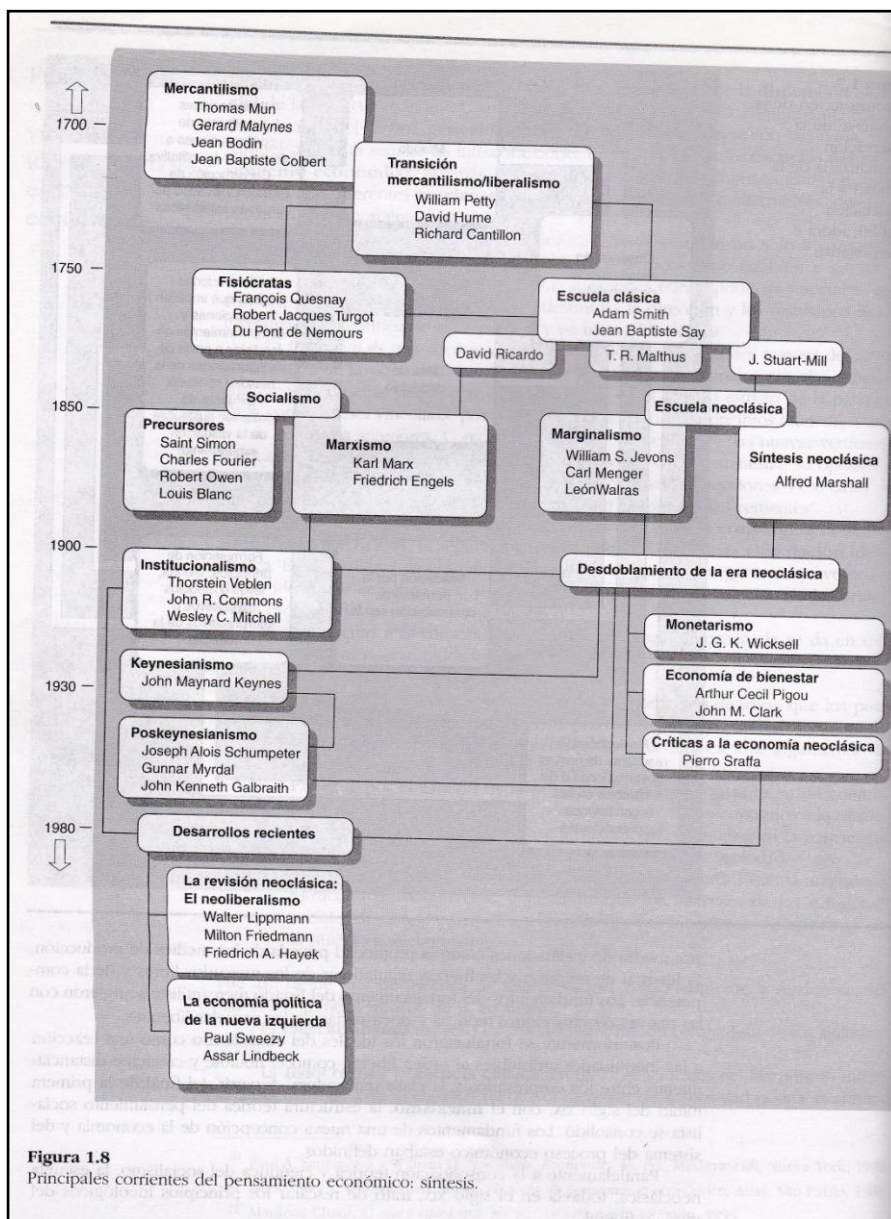 Mercantilismo
Thomas Mun
Gerard Malynes
Jean Bodin
Jean Baptiste Colbert
1700
Transición
mercantilismo/liberalismo
William Petty
David Hume
Richard Cantillon
1750
Fisiócratas
François Quesnay
Robert Jacques Turgot
Du Pont de Nemours
Escuela clásica
Adam Smith
Jean Baptiste Say
David Ricardo
T. R. Malthus
J. Stuart-Mill
Socialismo
1850
Escuela neoclásica
Precursores
Saint Simon
Charles Fourier
Robert Owen
Louis Blanc
Marxismo
Karl Marx
Friedrich Engels
Marginalismo
William S. Jevons
Carl Menger
LeónWalras
Síntesis neoclásica
Alfred Marshall
1900
Institucionalismo
Thorstein Veblen
John R. Commons
Wesley C. Mitchell
Desdoblamiento de la era neoclásica
Monetarismo
J. G. K. Wicksell
Keynesianismo
John Maynard Keynes
1930
Economía de bienestar
Arthur Cecil Pigou
John M. Clark
Poskeynesianismo
Joseph Alois Schumpeter
Gunnar Myrdal
John Kenneth Galbraith
Críticas a la economía neoclásica
Pierro Sraffa
1980
Desarrollos recientes
La revisión neoclásica:
El neoliberalismo
Walter Lippmann
Milton Friedmann
Friedrich A. Hayek
La economía política
de la nueva izquierda
Paul Sweezy
Assar Lindbeck
Figura 1.8
Principales corrientes del pensamiento económico: síntesis.